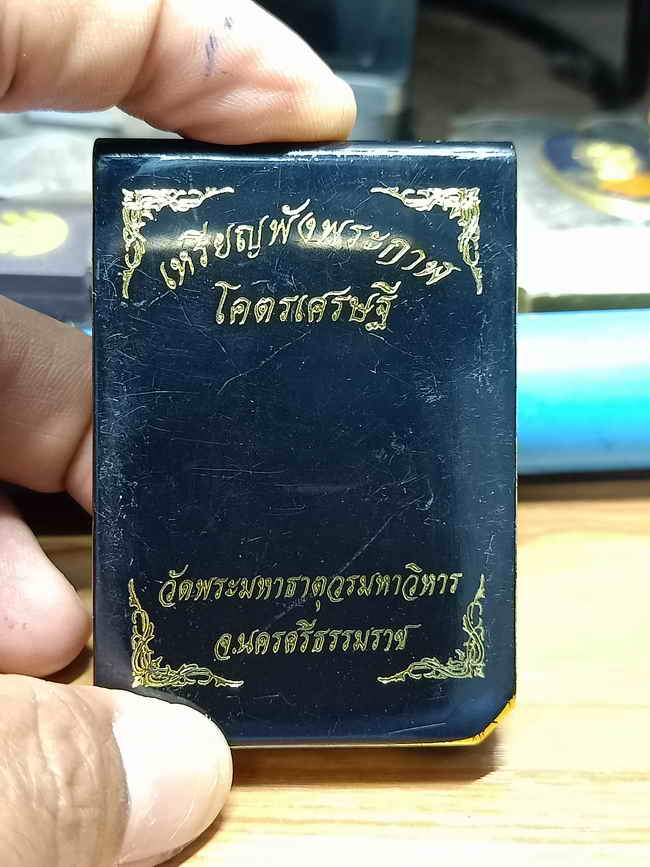 เหรียญพังพระกาฬ
โคตรเศรษฐี
วัดพระมหาธาตุวรมหาวิหาร
จ.นครศรีธรรมราช